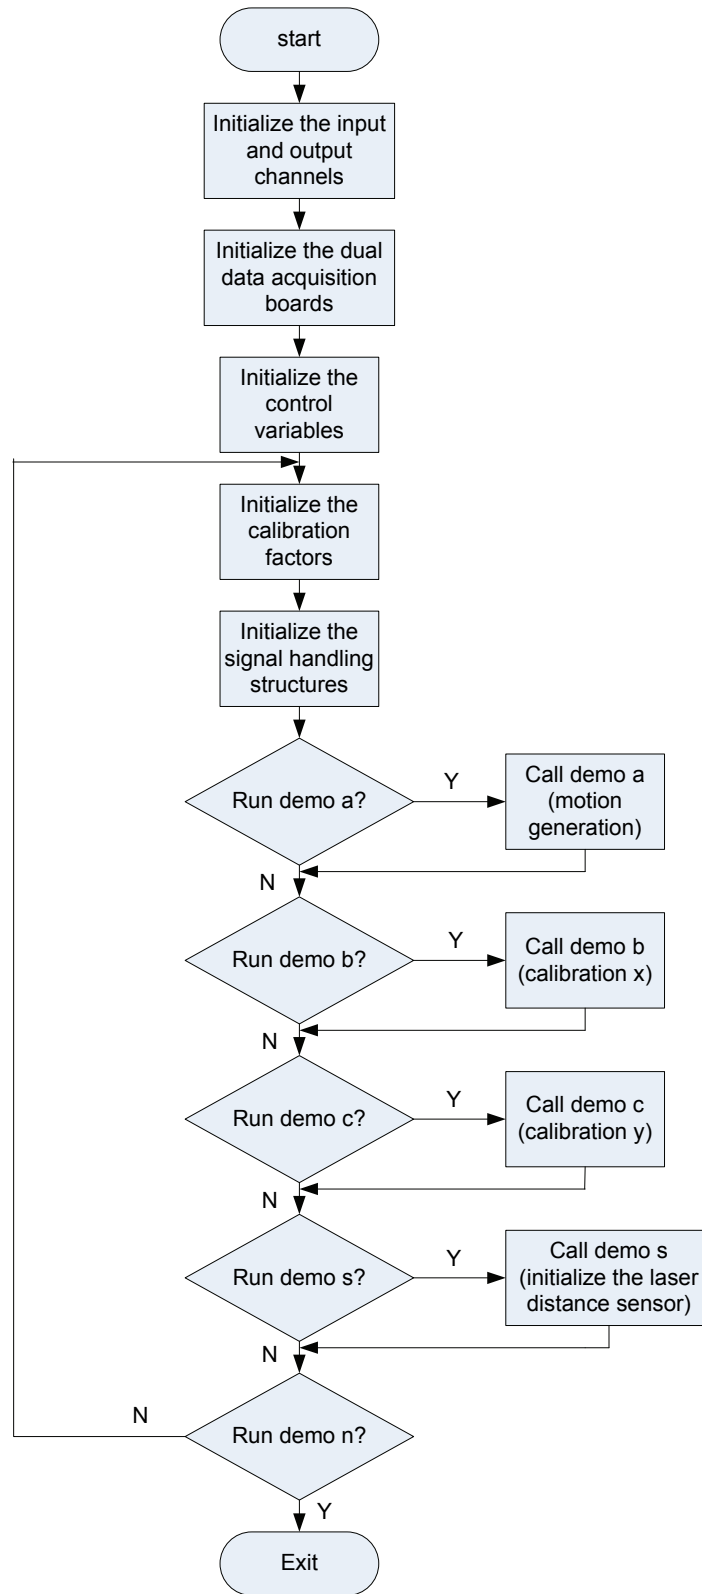 start
Initialize the input
and output
channels
Initialize the dual
data acquisition
boards
Initialize the
control
variables
Initialize the
calibration
factors
Initialize the
signal handling
structures
Run demo a?
Y
Call demo a
(motion
generation)
N
Run demo b?
Y
Call demo b
(calibration x)
N
Run demo c?
Y
Call demo c
(calibration y)
N
Run demo s?
Y
Call demo s
(initialize the laser
distance sensor)
N
Run demo n?
N
Y
Exit